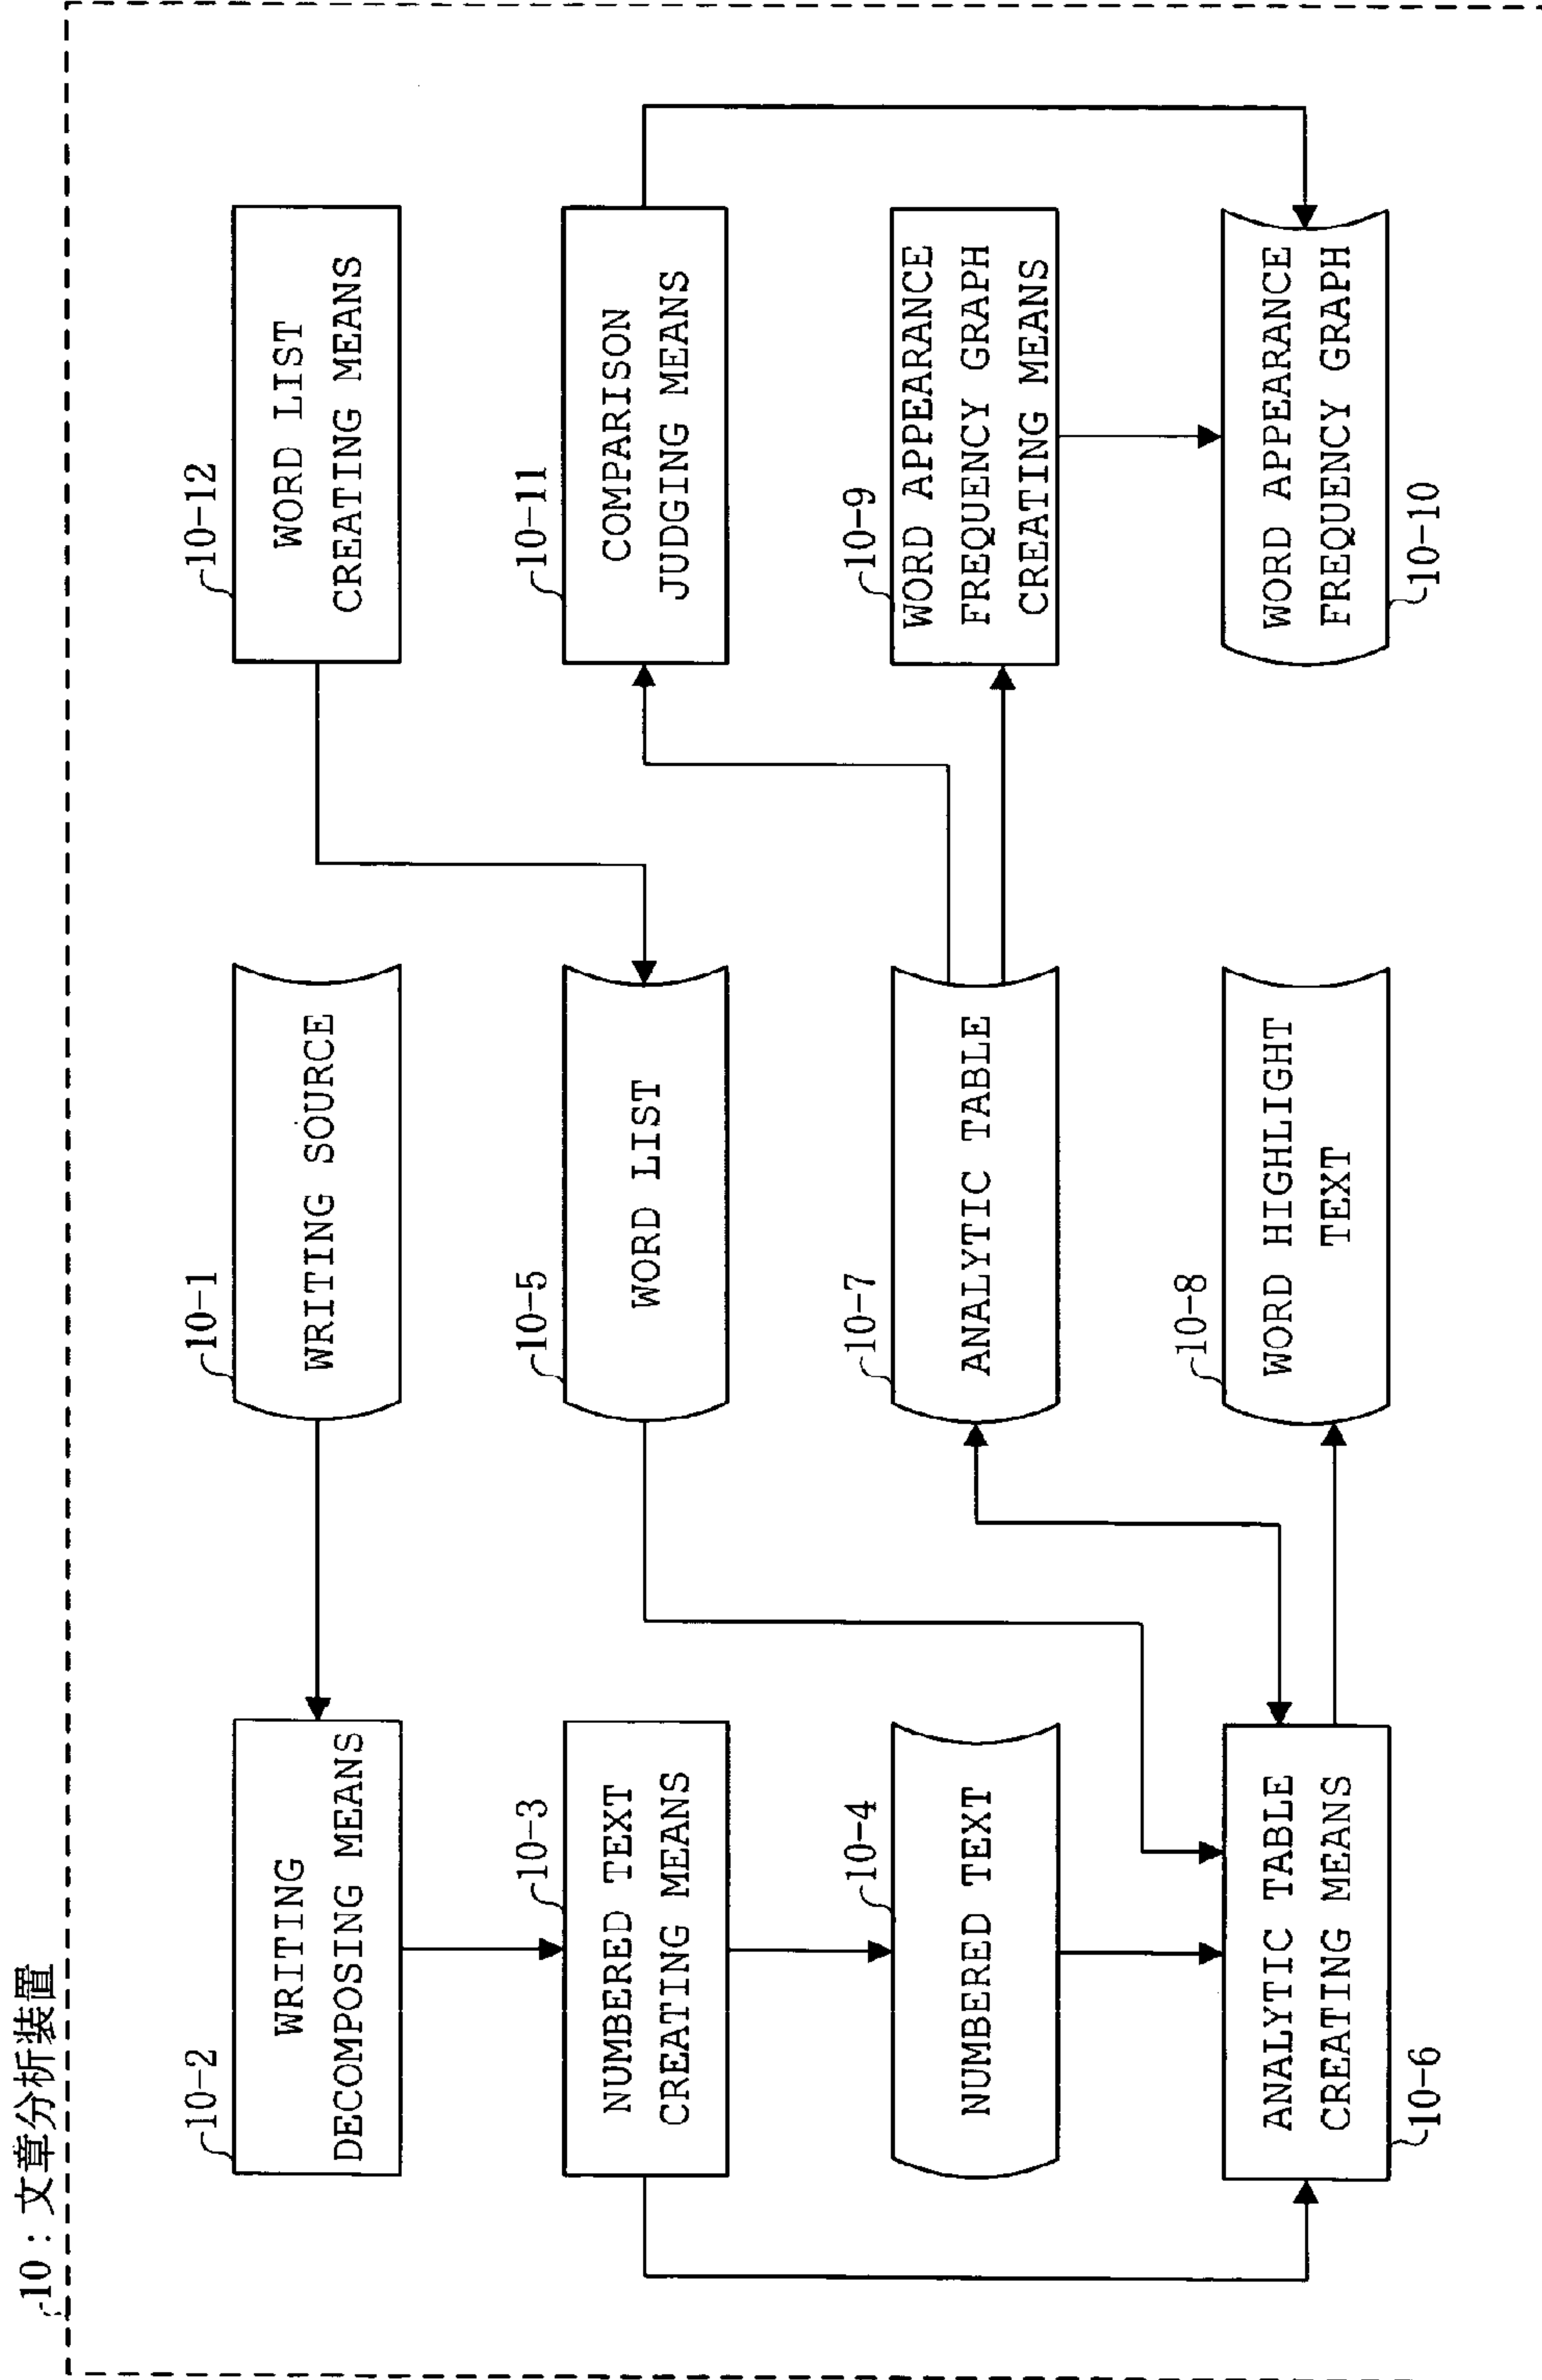 10:文章分析装置
10-2
WRITING
DECOMPOSING MEANS
10-1
WRITING SOURCE
10-12
WORD LIST
CREATING MEANS
10-3
NUMBERED TEXT
CREATING MEANS
10-5
WORD LIST
10-11
COMPARISON
JUDGING MEANS
10-4
NUMBERED TEXT
10-7
ANALYTIC TABLE
10-9
WORD APPEARANCE
FREQUENCY GRAPH
CREATING MEANS
ANALYTIC TABLE
CREATING MEANS
10-6
10-8
WORD HIGHLIGHT
TEXT
WORD APPEARANCE
FREQUENCY GRAPH
10-10